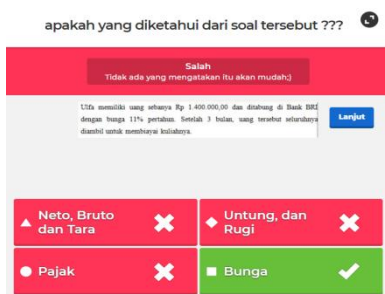 apakah yang diketahui dari soal tersebut ???
Salah
Tidak ada yang mengatakan itu akan mudah;)
Ulfa memiliki uang sebanya Rp 1.400.000,00 dan ditabung di Bank BRI
dengan bunga 11% pertahun. Setelah 3 bulan, uang tersebut seluruhnya
diambil untuk membiayai kuliahnya.
Lanjut
Neto, Bruto
dan Tara
Untung, dan
Rugi
Pajak
Bunga